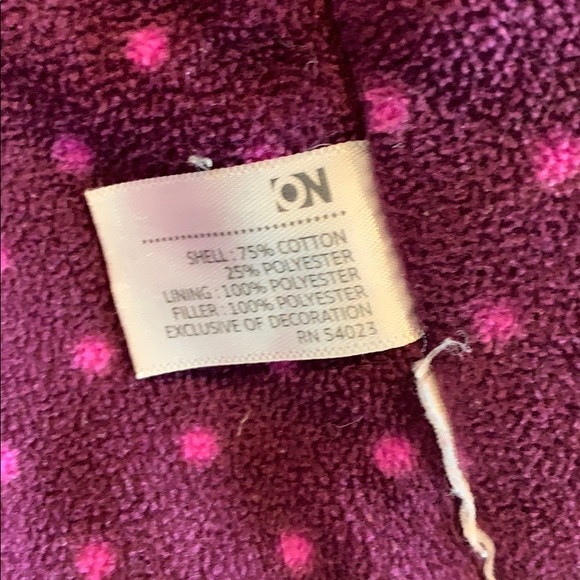 ON
SHELL : 75% COTTON
25% POLYESTER
LINING : 100% POLYESTER
FILLER : 100% POLYESTER
EXCLUSIVE OF DECORATION
RN 54023